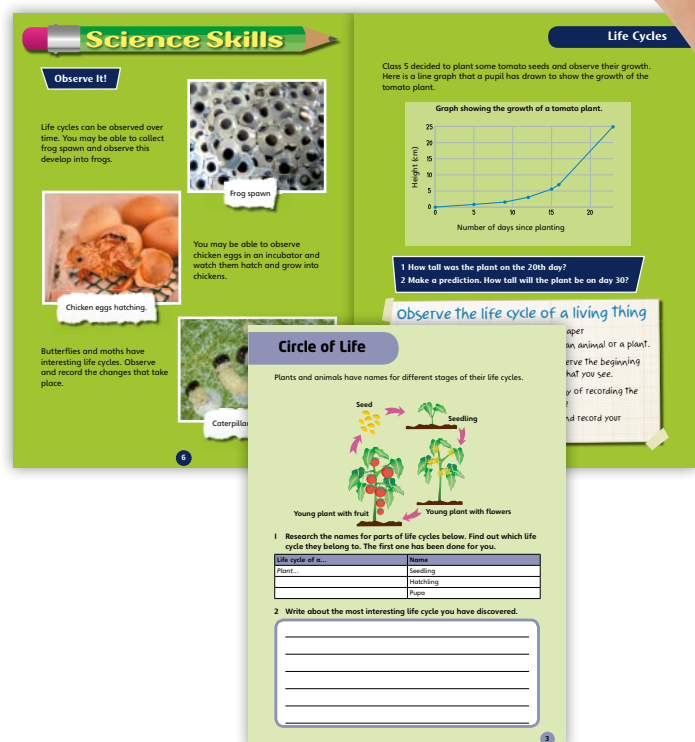 Science Skills
Observe It!
Life cycles can be observed over
time. You may be able to collect
frog spawn and observe this
develop into frogs.
Frog spawn
You may be able to observe
chicken eggs in an incubator and
watch them hatch and grow into
chickens.
Chicken eggs hatching.
Butterflies and moths have
interesting life cycles. Observe
and record the changes that take
place.
6
Life Cycles
Class 5 decided to plant some tomato seeds and observe their growth.
Here is a line graph that a pupil has drawn to show the growth of the
tomato plant.
Graph showing the growth of a tomato plant.
Height (cm)
25
20
15
10
5
0
0 5 10 15 20
Number of days since planting
1 How tall was the plant on the 20th day?
2 Make a prediction. How tall will the plant be on day 30?
Observe the life cycle of a living thing
an animal or a plant.
the beginning
what you see.
of recording the
record your
Circle of Life
Plants and animals have names for different stages of their life cycles.
Seed
Seedling
Young plant with fruit
Young plant with flowers
1 Research the names for parts of life cycles below. Find out which life
cycle they belong to. The first one has been done for you.
Life cycle of a... Name
Plant... Seedling
Hatchling
Pupa
2 Write about the most interesting life cycle you have discovered.
3